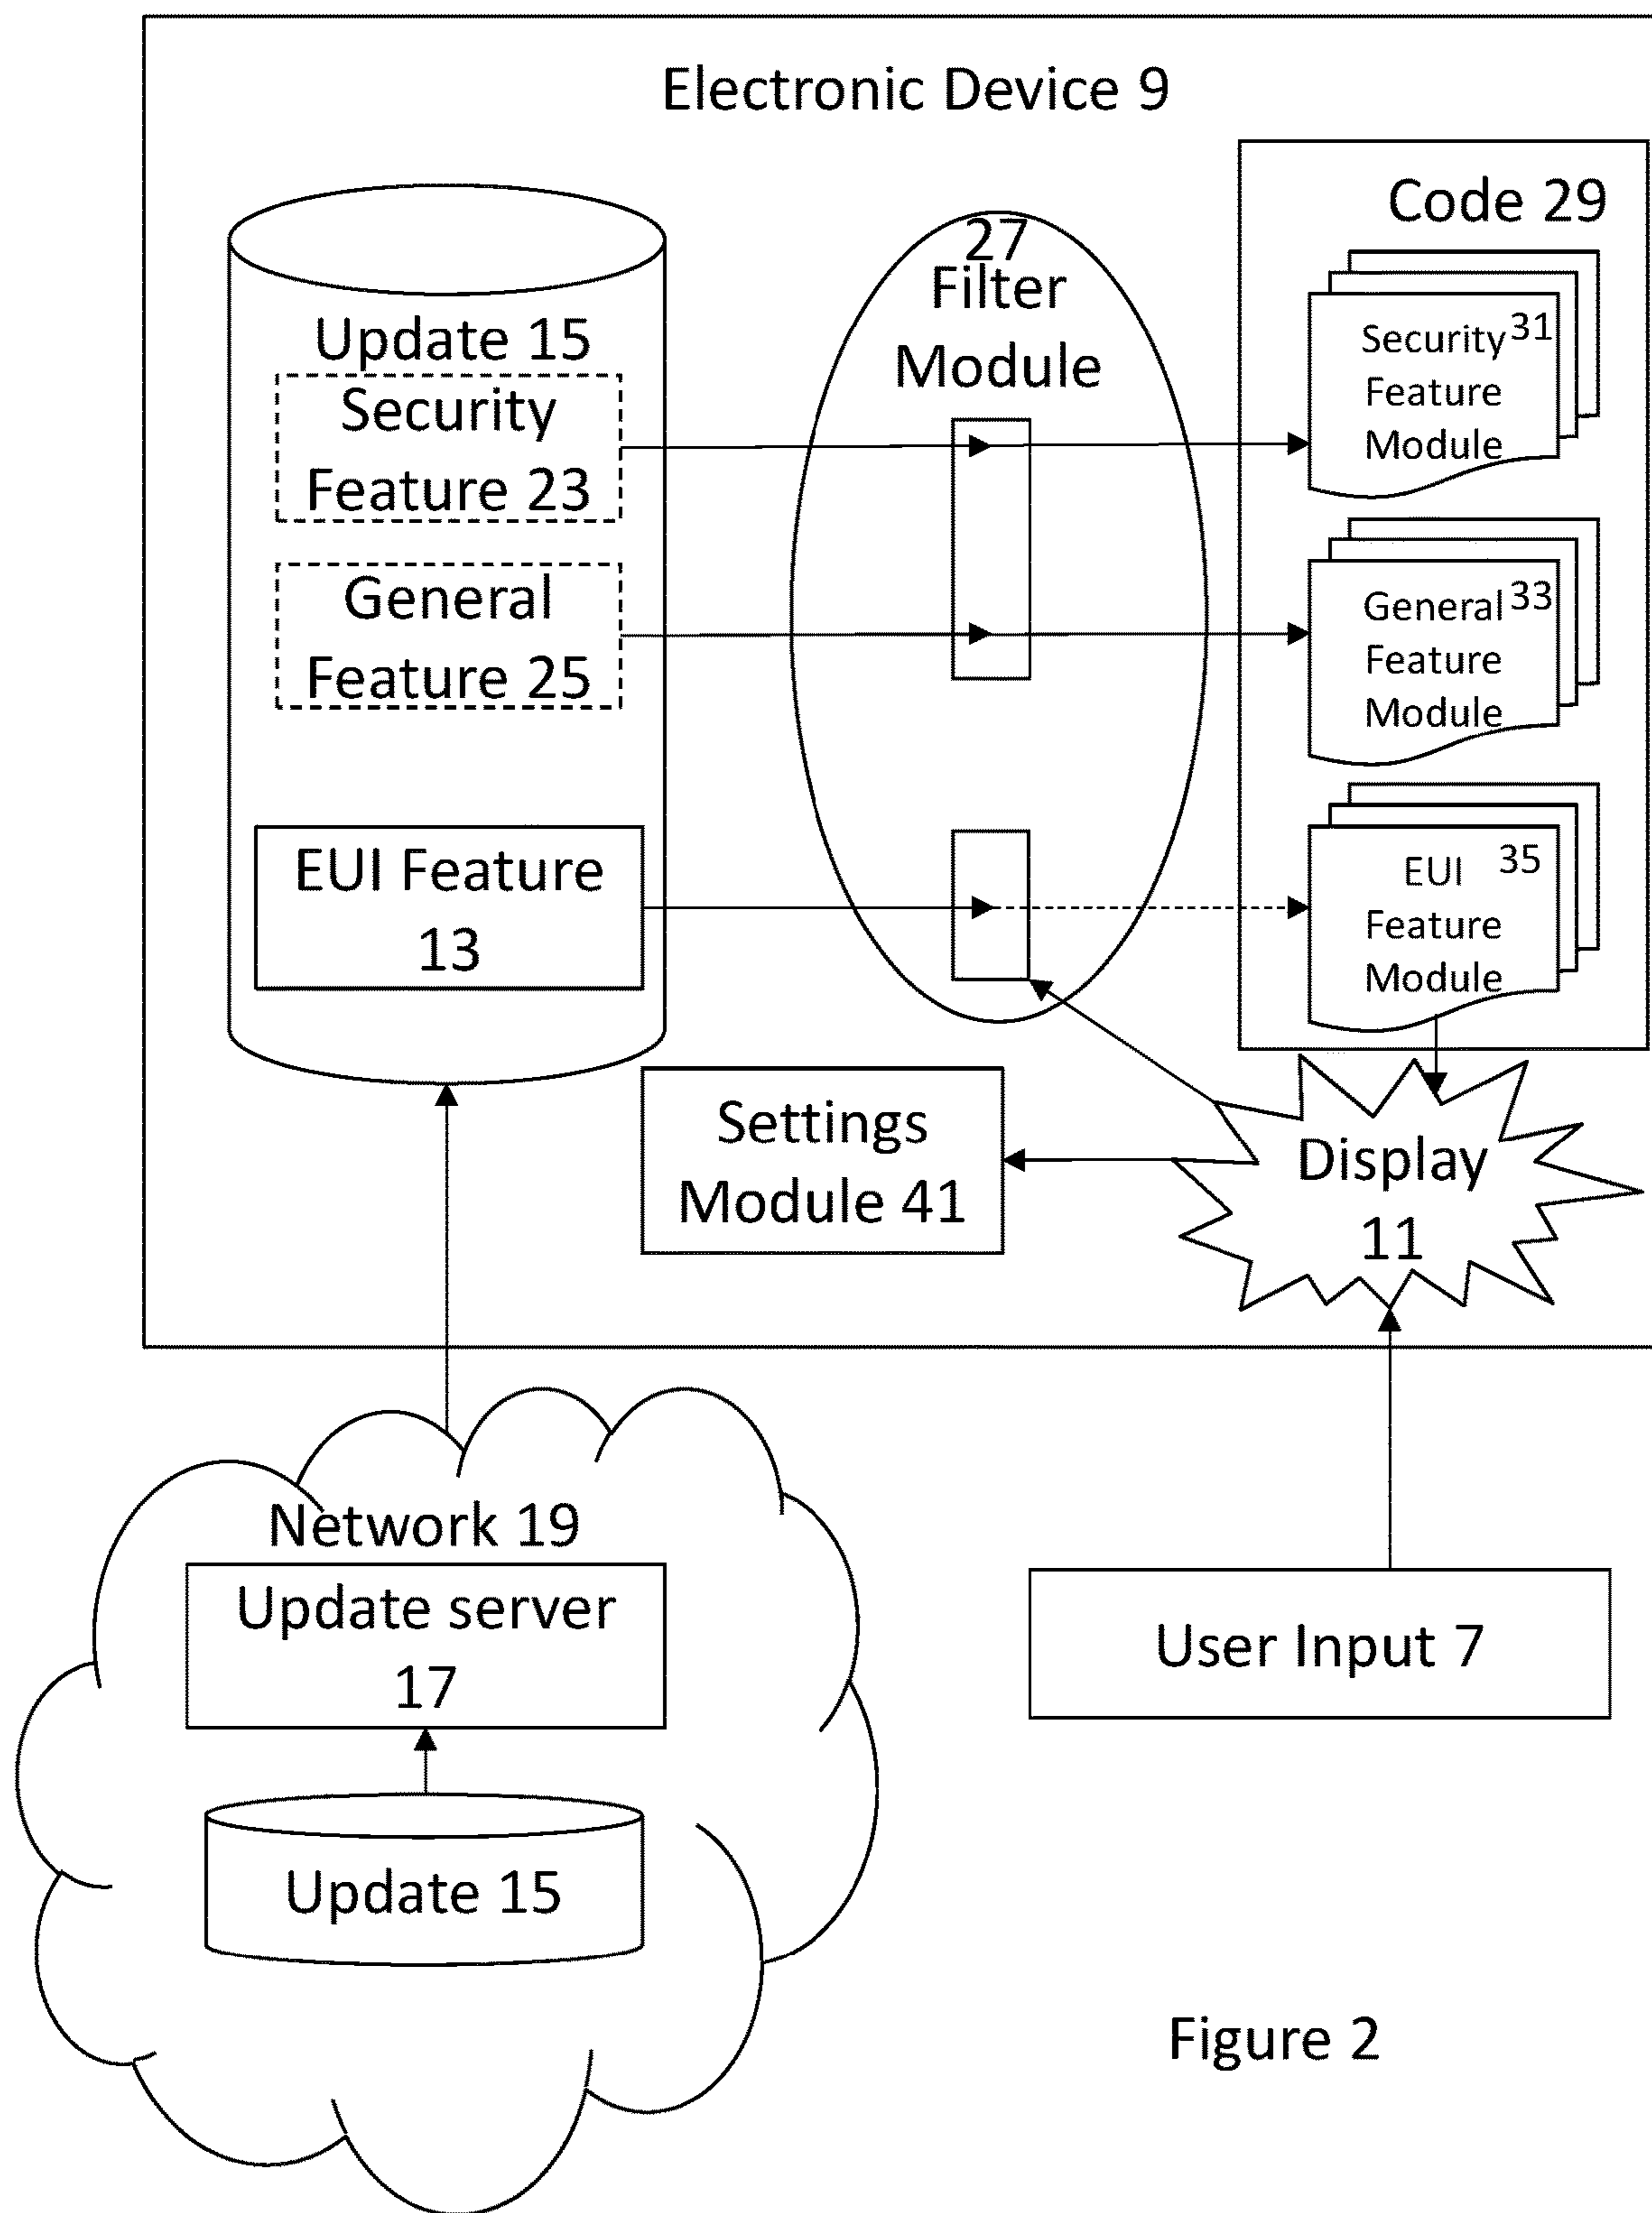 Electronic Device 9
Code 29
27
Filter
Module
Update 15
Security
Feature 23
General
Feature 25
EUI Feature
13
Security 31
Feature
Module
General 33
Feature
Module
EUI 35
Feature
Module
Settings
Module 41
Display
11
Network 19
Update server
17
Update 15
User Input 7
Figure 2